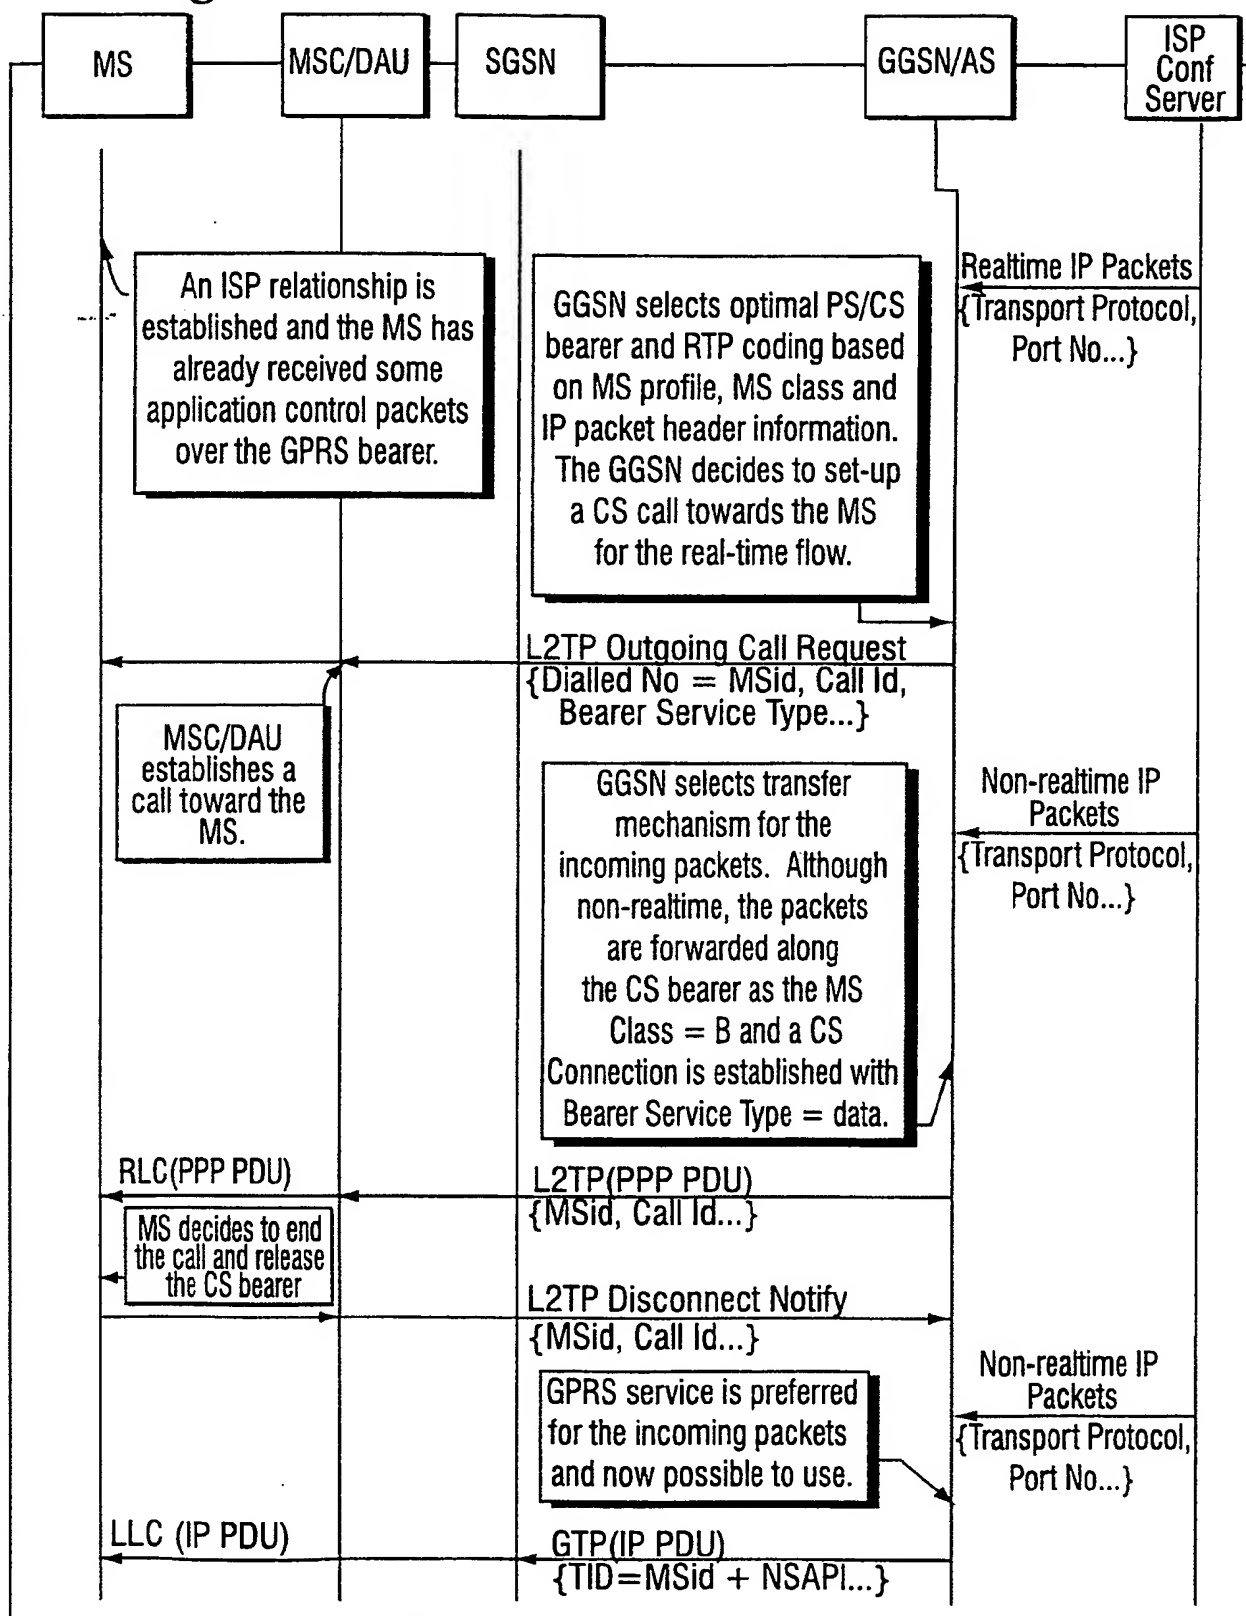 MS
MSC/DAU
SGSN
GGSN/AS
ISP
Conf
Server
An ISP relationship is
established and the MS has
already received some
application control packets
over the GPRS bearer.
GGSN selects optimal PS/CS
bearer and RTP coding based
on MS profile, MS class and
IP packet header information.
The GGSN decides to set-up
a CS call towards the MS
for the real-time flow.
Realtime IP Packets
{Transport Protocol,
Port No...}
L2TP Outgoing Call Request
{Dialled No = MSid, Call Id,
Bearer Service Type...}
MSC/DAU
establishes a
call toward the
MS.
GGSN selects transfer
mechanism for the
incoming packets. Although
non-realtime, the packets
are forwarded along
the CS bearer as the MS
Class = B and a CS
Connection is established with
Bearer Service Type = data.
Non-realtime IP
Packets
{Transport Protocol,
Port No...}
RLC(PPP PDU)
L2TP(PPP PDU)
{MSid, Call Id...}
MS decides to end
the call and release
the CS bearer
L2TP Disconnect Notify
{MSid, Call Id...}
GPRS service is preferred
for the incoming packets
and now possible to use.
Non-realtime IP
Packets
{Transport Protocol,
Port No...}
LLC (IP PDU)
GTP(IP PDU)
{TID=MSid + NSAPI...}